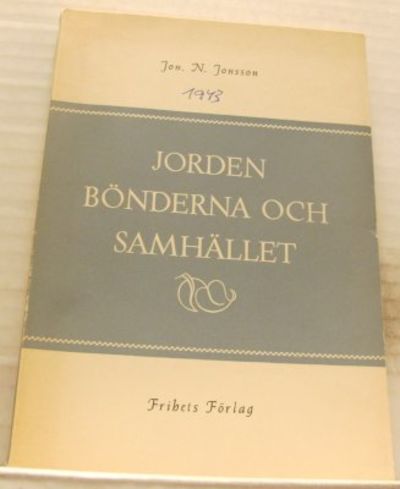 Jon. N. Jonsson
1943
JORDEN
BÖNDERNA OCH
SAMHÄLLET
Frihets Förlag